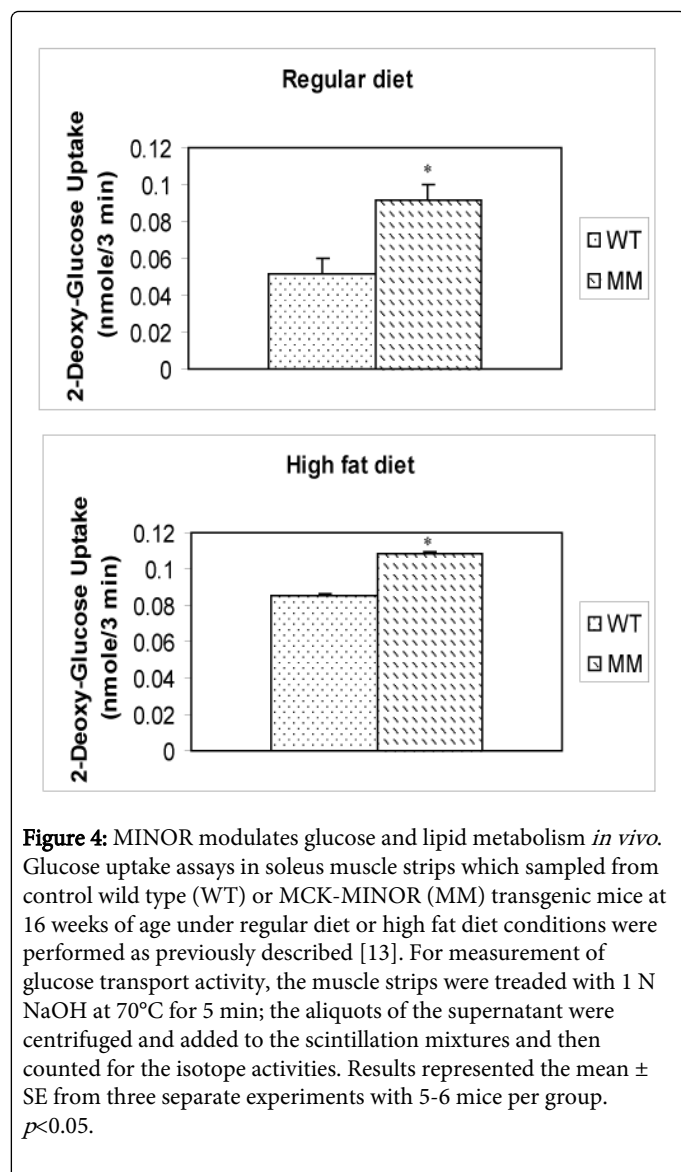 Regular diet
2-Deoxy-Glucose Uptake
(nmole/3 min)
0.12
0.1
0.08
0.06
0.04
0.02
0
*
WT
MM
High fat diet
2-Deoxy-Glucose Uptake
(nmole/3 min)
0.12
0.1
0.08
0.06
0.04
0.02
0
*
WT
MM
Figure 4: MINOR modulates glucose and lipid metabolism in vivo.
Glucose uptake assays in soleus muscle strips which sampled from
control wild type (WT) or MCK-MINOR (MM) transgenic mice at
16 weeks of age under regular diet or high fat diet conditions were
performed as previously described [13]. For measurement of
glucose transport activity, the muscle strips were treaded with 1 N
NaOH at 70°C for 5 min; the aliquots of the supernatant were
centrifuged and added to the scintillation mixtures and then
counted for the isotope activities. Results represented the mean ±
SE from three separate experiments with 5-6 mice per group.
p<0.05.